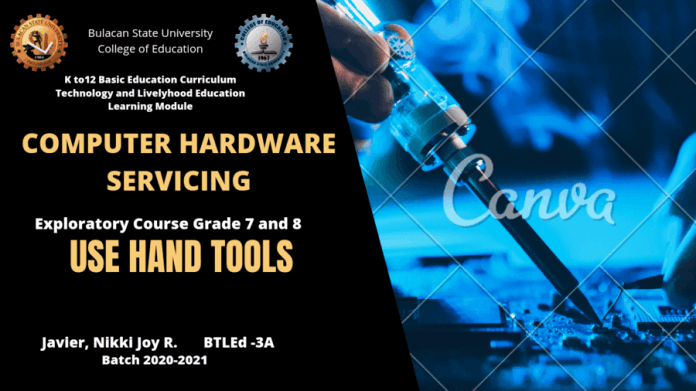 Bulacan State University
College of Education
K to12 Basic Education Curriculum
Technology and Livelyhood Education
Learning Module
COMPUTER HARDWARE
SERVICING
Exploratory Course Grade 7 and 8
USE HAND TOOLS
Javier, Nikki Joy R. BTLEd -3A
Batch 2020-2021
Canva